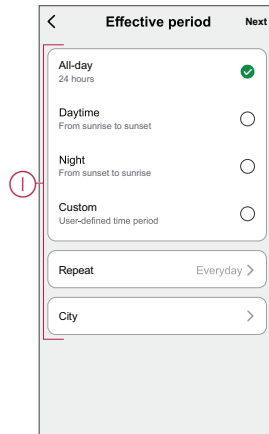 Effective period Next
All-day
24 hours
Daytime
From sunrise to sunset
Night
From sunset to sunrise
Custom
User-defined time period
Repeat Everyday
City
I